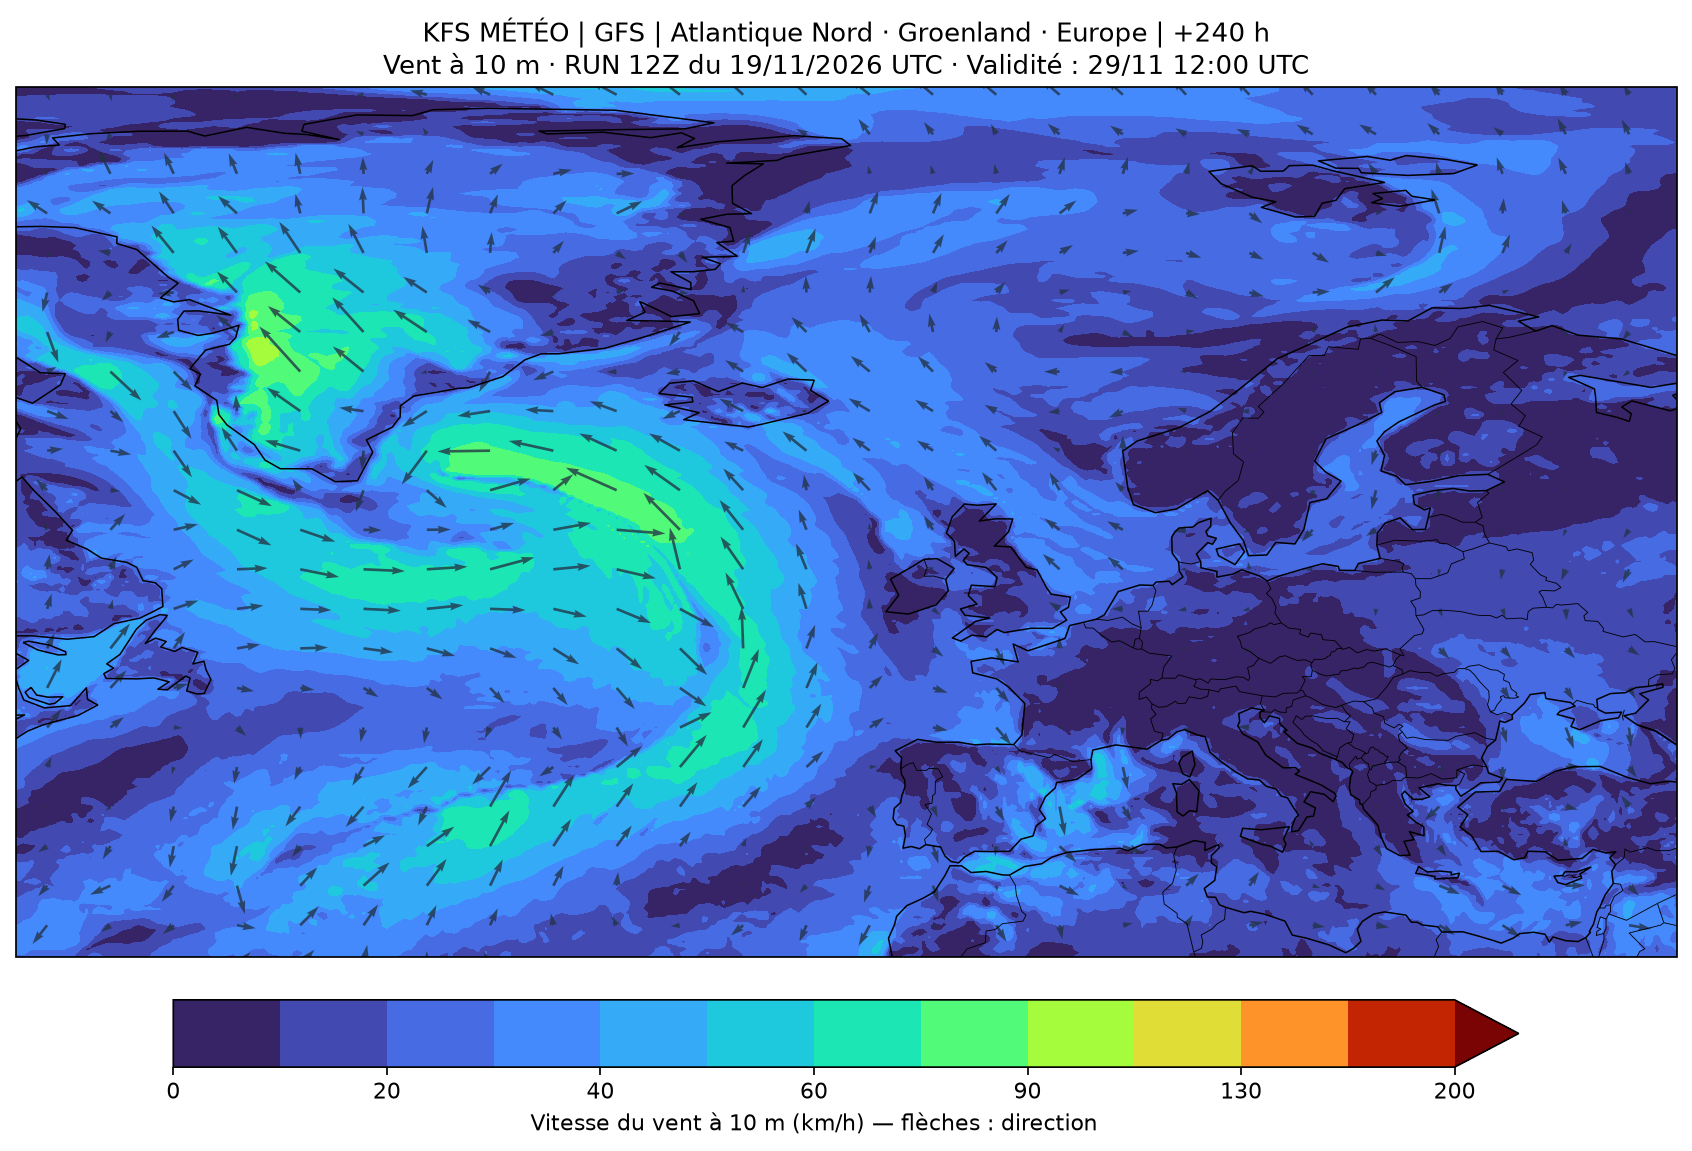 KFS MÉTÉO | GFS | Atlantique Nord · Groenland · Europe | +240 h
Vent à 10 m · RUN 12Z du 19/11/2026 UTC · Validité : 29/11 12:00 UTC
0 20 40 60 90 130 200
Vitesse du vent à 10 m (km/h) — flèches : direction